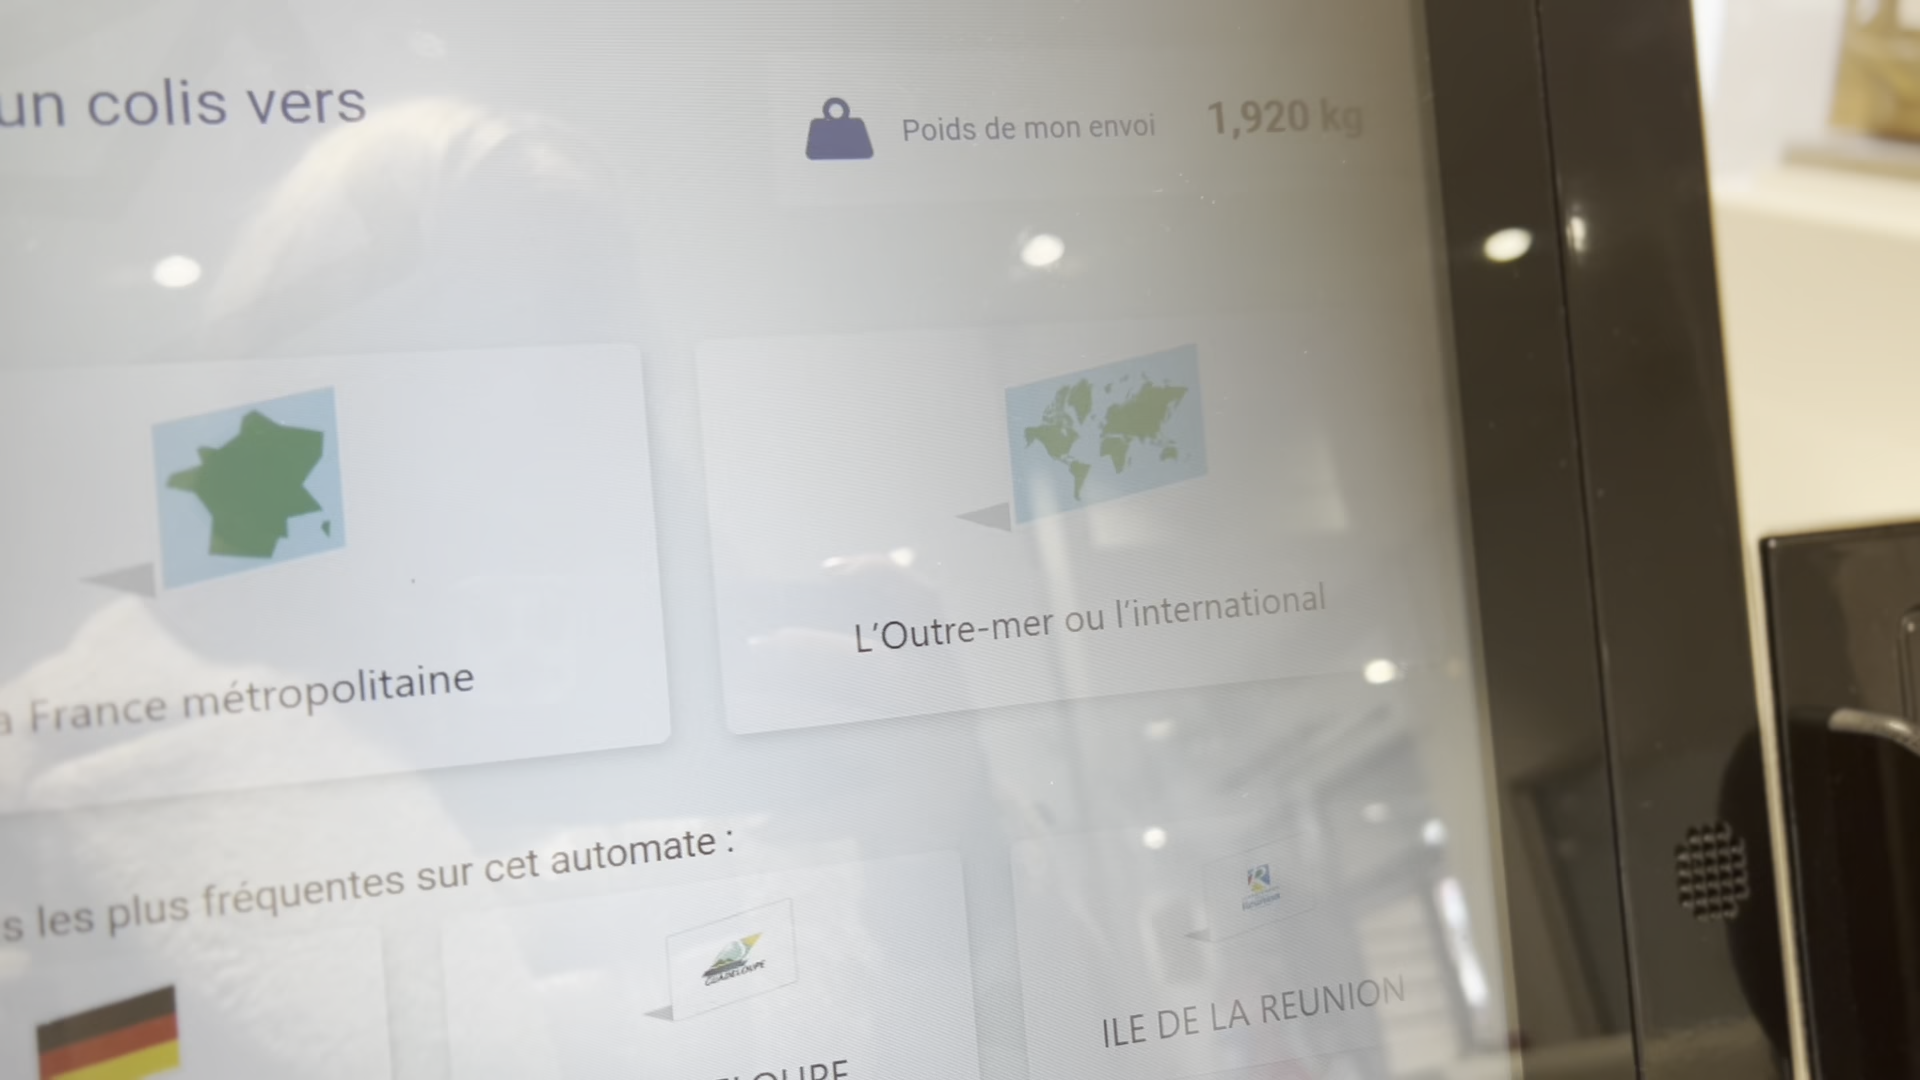 un colis vers
Poids de mon envoi 1,920 kg
France métropolitaine
L'Outre-mer ou l'international
les plus fréquentes sur cet automate :
GUADELOUPE
ILE DE LA REUNION